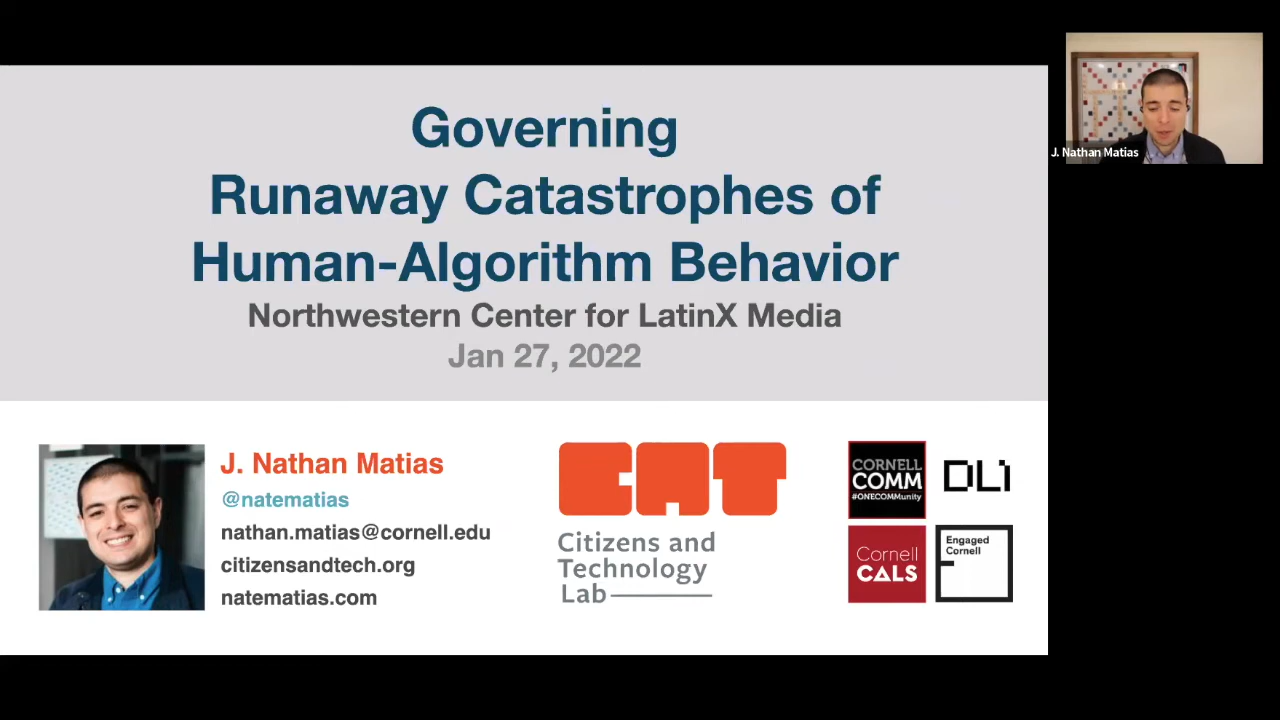 Governing
Runaway Catastrophes of
Human-Algorithm Behavior
Northwestern Center for LatinX Media
Jan 27, 2022
J. Nathan Matias
J. Nathan Matias
@natematias
nathan.matias@cornell.edu
citizensandtech.org
natematias.com
CAT
Citizens and
Technology
Lab
CORNELL
COMM
#ONECOMMunity
DLI
Cornell
CALS
Engaged
Cornell